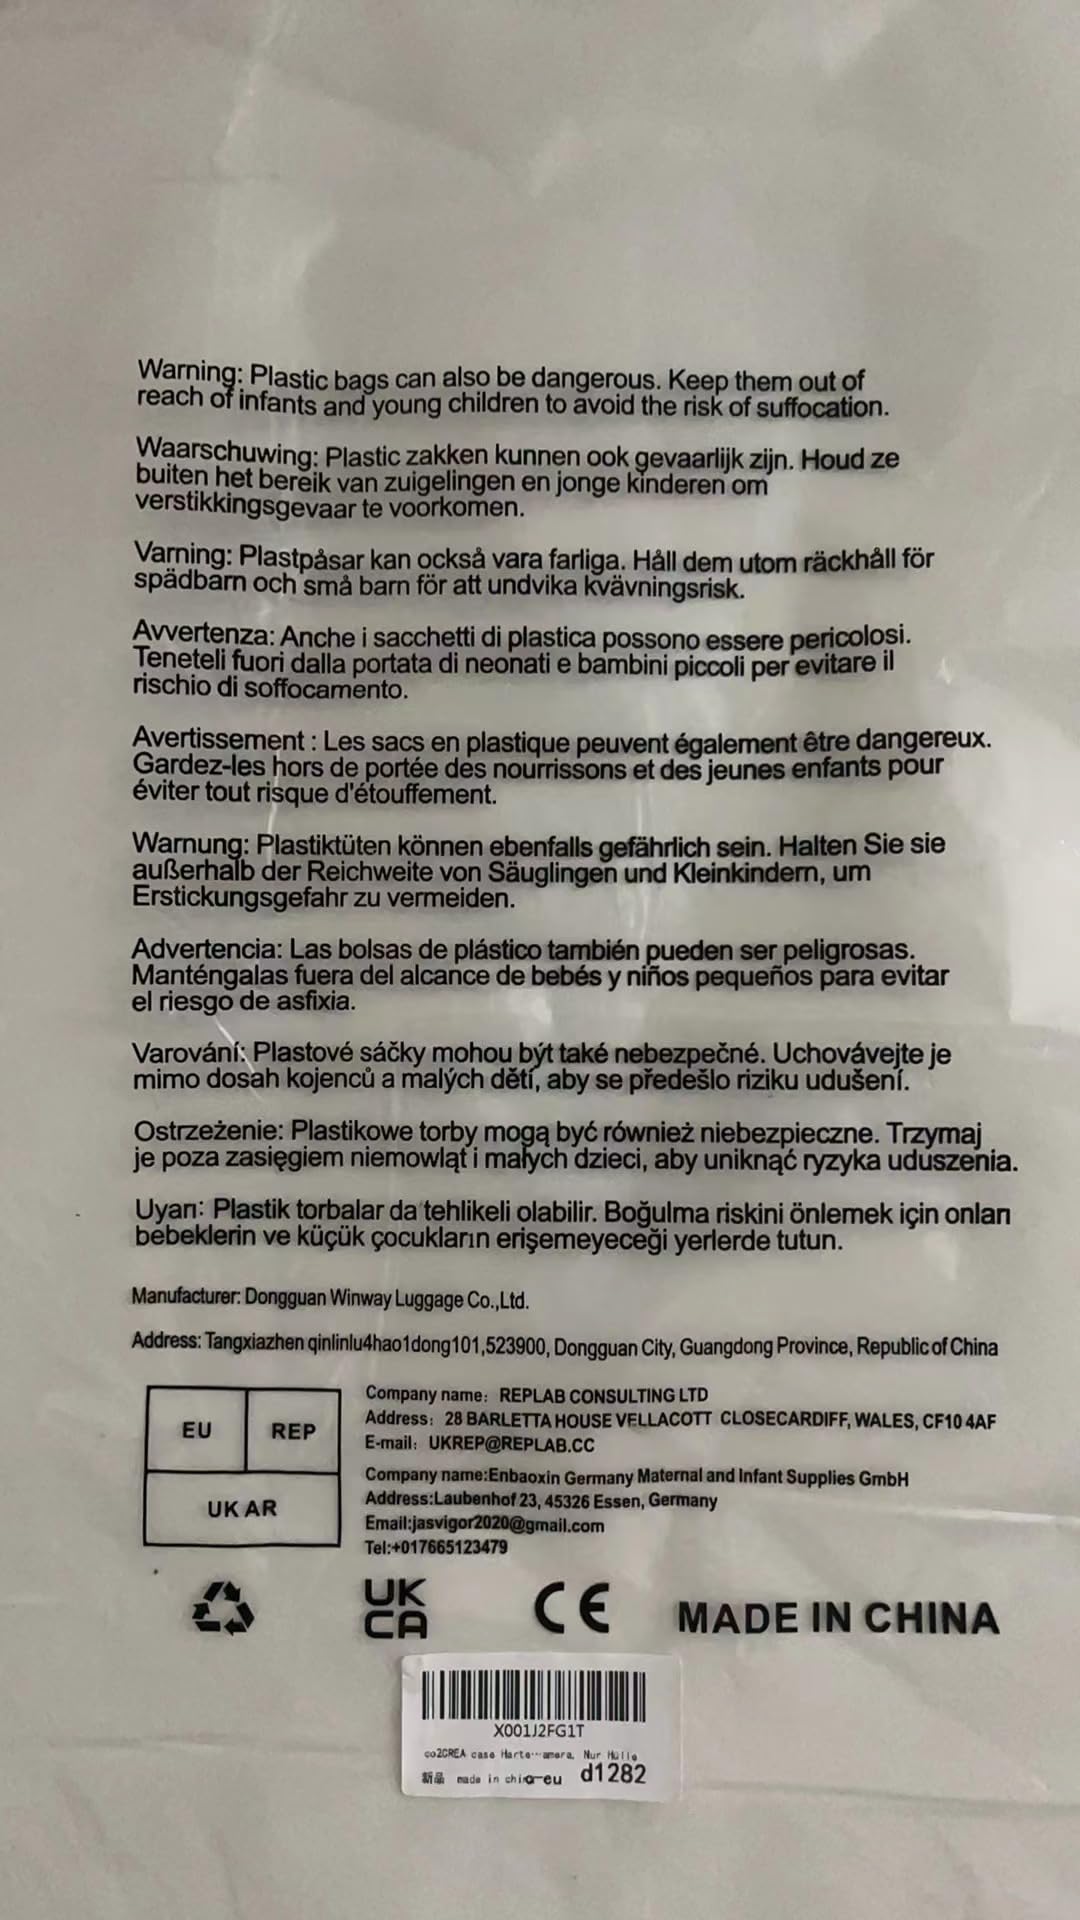 Warning: Plastic bags can also be dangerous. Keep them out of
reach of infants and young children to avoid the risk of suffocation.
Waarschuwing: Plastic zakken kunnen ook gevaarlijk zijn. Houd ze
buiten het bereik van zuigelingen en jonge kinderen om
verstikkingsgevaar te voorkomen.
Varning: Plastpåsar kan också vara farliga. Håll dem utom räckhåll för
spädbarn och små barn för att undvika kvävningsrisk.
Avvertenza: Anche i sacchetti di plastica possono essere pericolosi.
Teneteli fuori dalla portata di neonati e bambini piccoli per evitare il
rischio di soffocamento.
Avertissement : Les sacs en plastique peuvent également être dangereux.
Gardez-les hors de portée des nourrissons et des jeunes enfants pour
éviter tout risque d'étouffement.
Warnung: Plastiktüten können ebenfalls gefährlich sein. Halten Sie sie
außerhalb der Reichweite von Säuglingen und Kleinkindern, um
Erstickungsgefahr zu vermeiden.
Advertencia: Las bolsas de plástico también pueden ser peligrosas.
Manténgalas fuera del alcance de bebés y niños pequeños para evitar
el riesgo de asfixia.
Varování: Plastové sáčky mohou být také nebezpečné. Uchovávejte je
mimo dosah kojenců a malých dětí, aby se předešlo riziku udušení.
Ostrzeżenie: Plastikowe torby mogą być również niebezpieczne. Trzymaj
je poza zasięgiem niemowląt i małych dzieci, aby uniknąć ryzyka uduszenia.
Uyarı: Plastik torbalar da tehlikeli olabilir. Boğulma riskini önlemek için onları
bebeklerin ve küçük çocukların erişemeyeceği yerlerde tutun.
Manufacturer: Dongguan Winway Luggage Co.,Ltd.
Address: Tangxiazhen qinlinlu4hao1dong101,523900, Dongguan City, Guangdong Province, Republic of China
EU REP
UK AR
Company name: REPLAB CONSULTING LTD
Address: 28 BARLETTA HOUSE VELLACOTT CLOSECARDIFF, WALES, CF10 4AF
E-mail: UKREP@REPLAB.CC
Company name:Enbaoxin Germany Maternal and Infant Supplies GmbH
Address:Laubenhof 23, 45326 Essen, Germany
Email:jasvigor2020@gmail.com
Tel:+017665123479
UK
CA
CE
MADE IN CHINA
X001J2FG1T
co2CREA case Harte···amera, Nur Hülle
新品 made in china-eu d1282